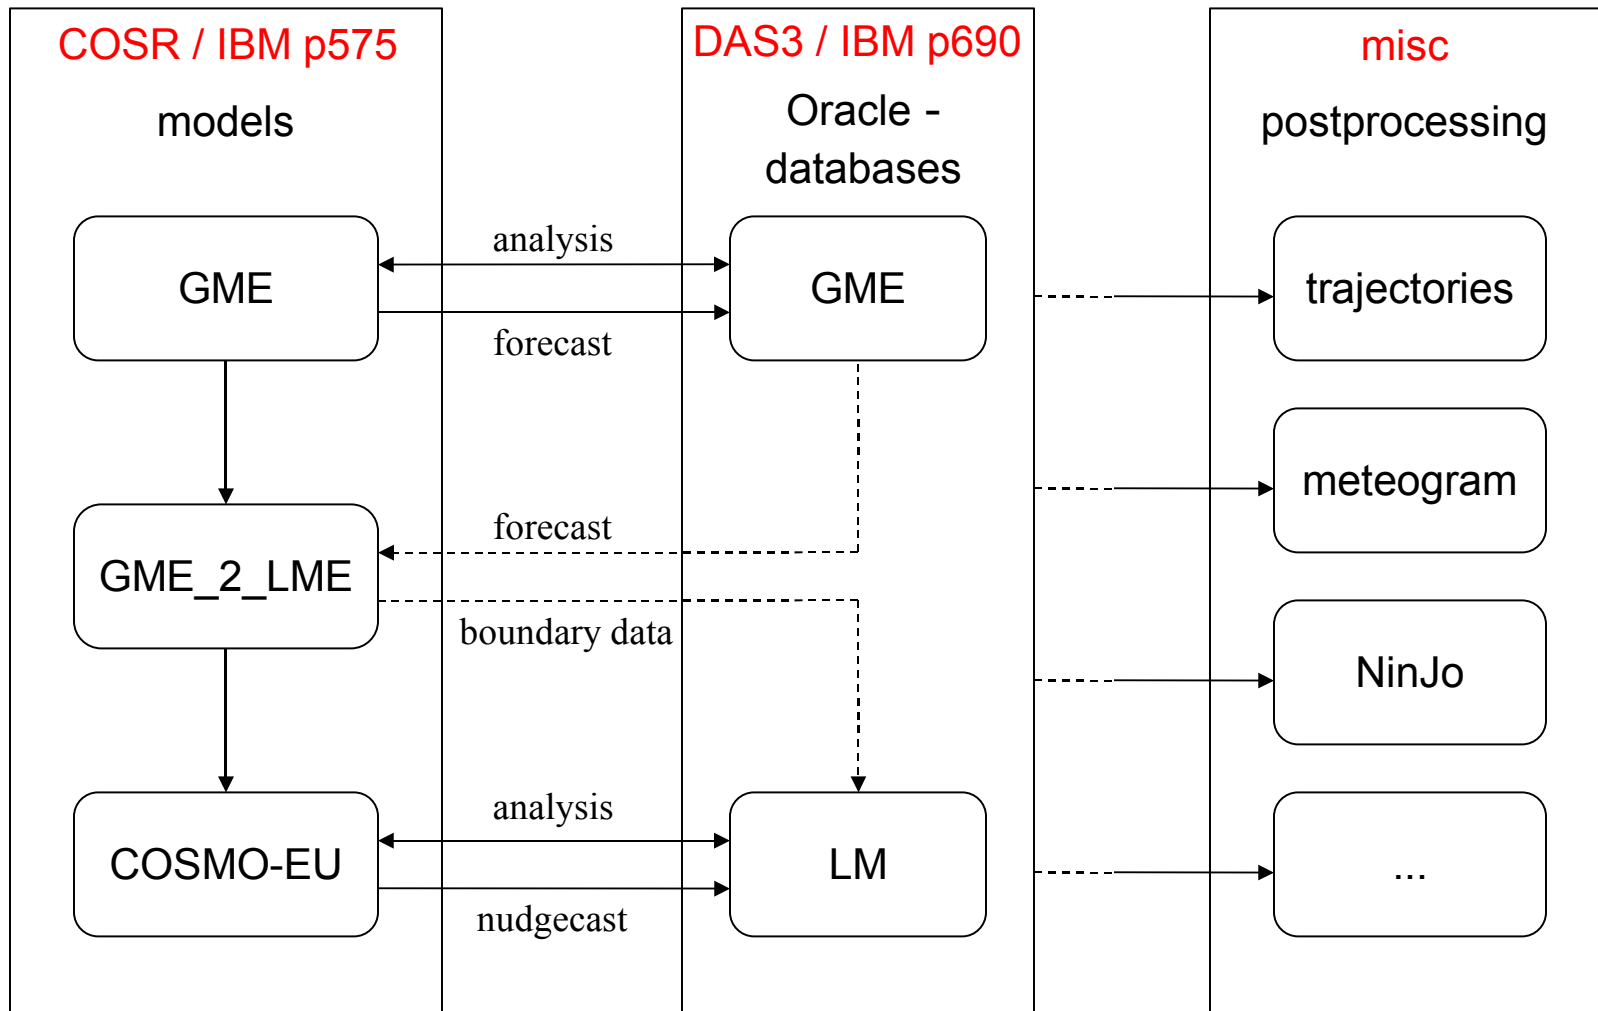 COSR / IBM p575
models
GME
GME_2_LME
COSMO-EU
analysis
forecast
forecast
boundary data
analysis
nudgecast
DAS3 / IBM p690
Oracle -
databases
GME
LM
misc
postprocessing
trajectories
meteogram
NinJo
...